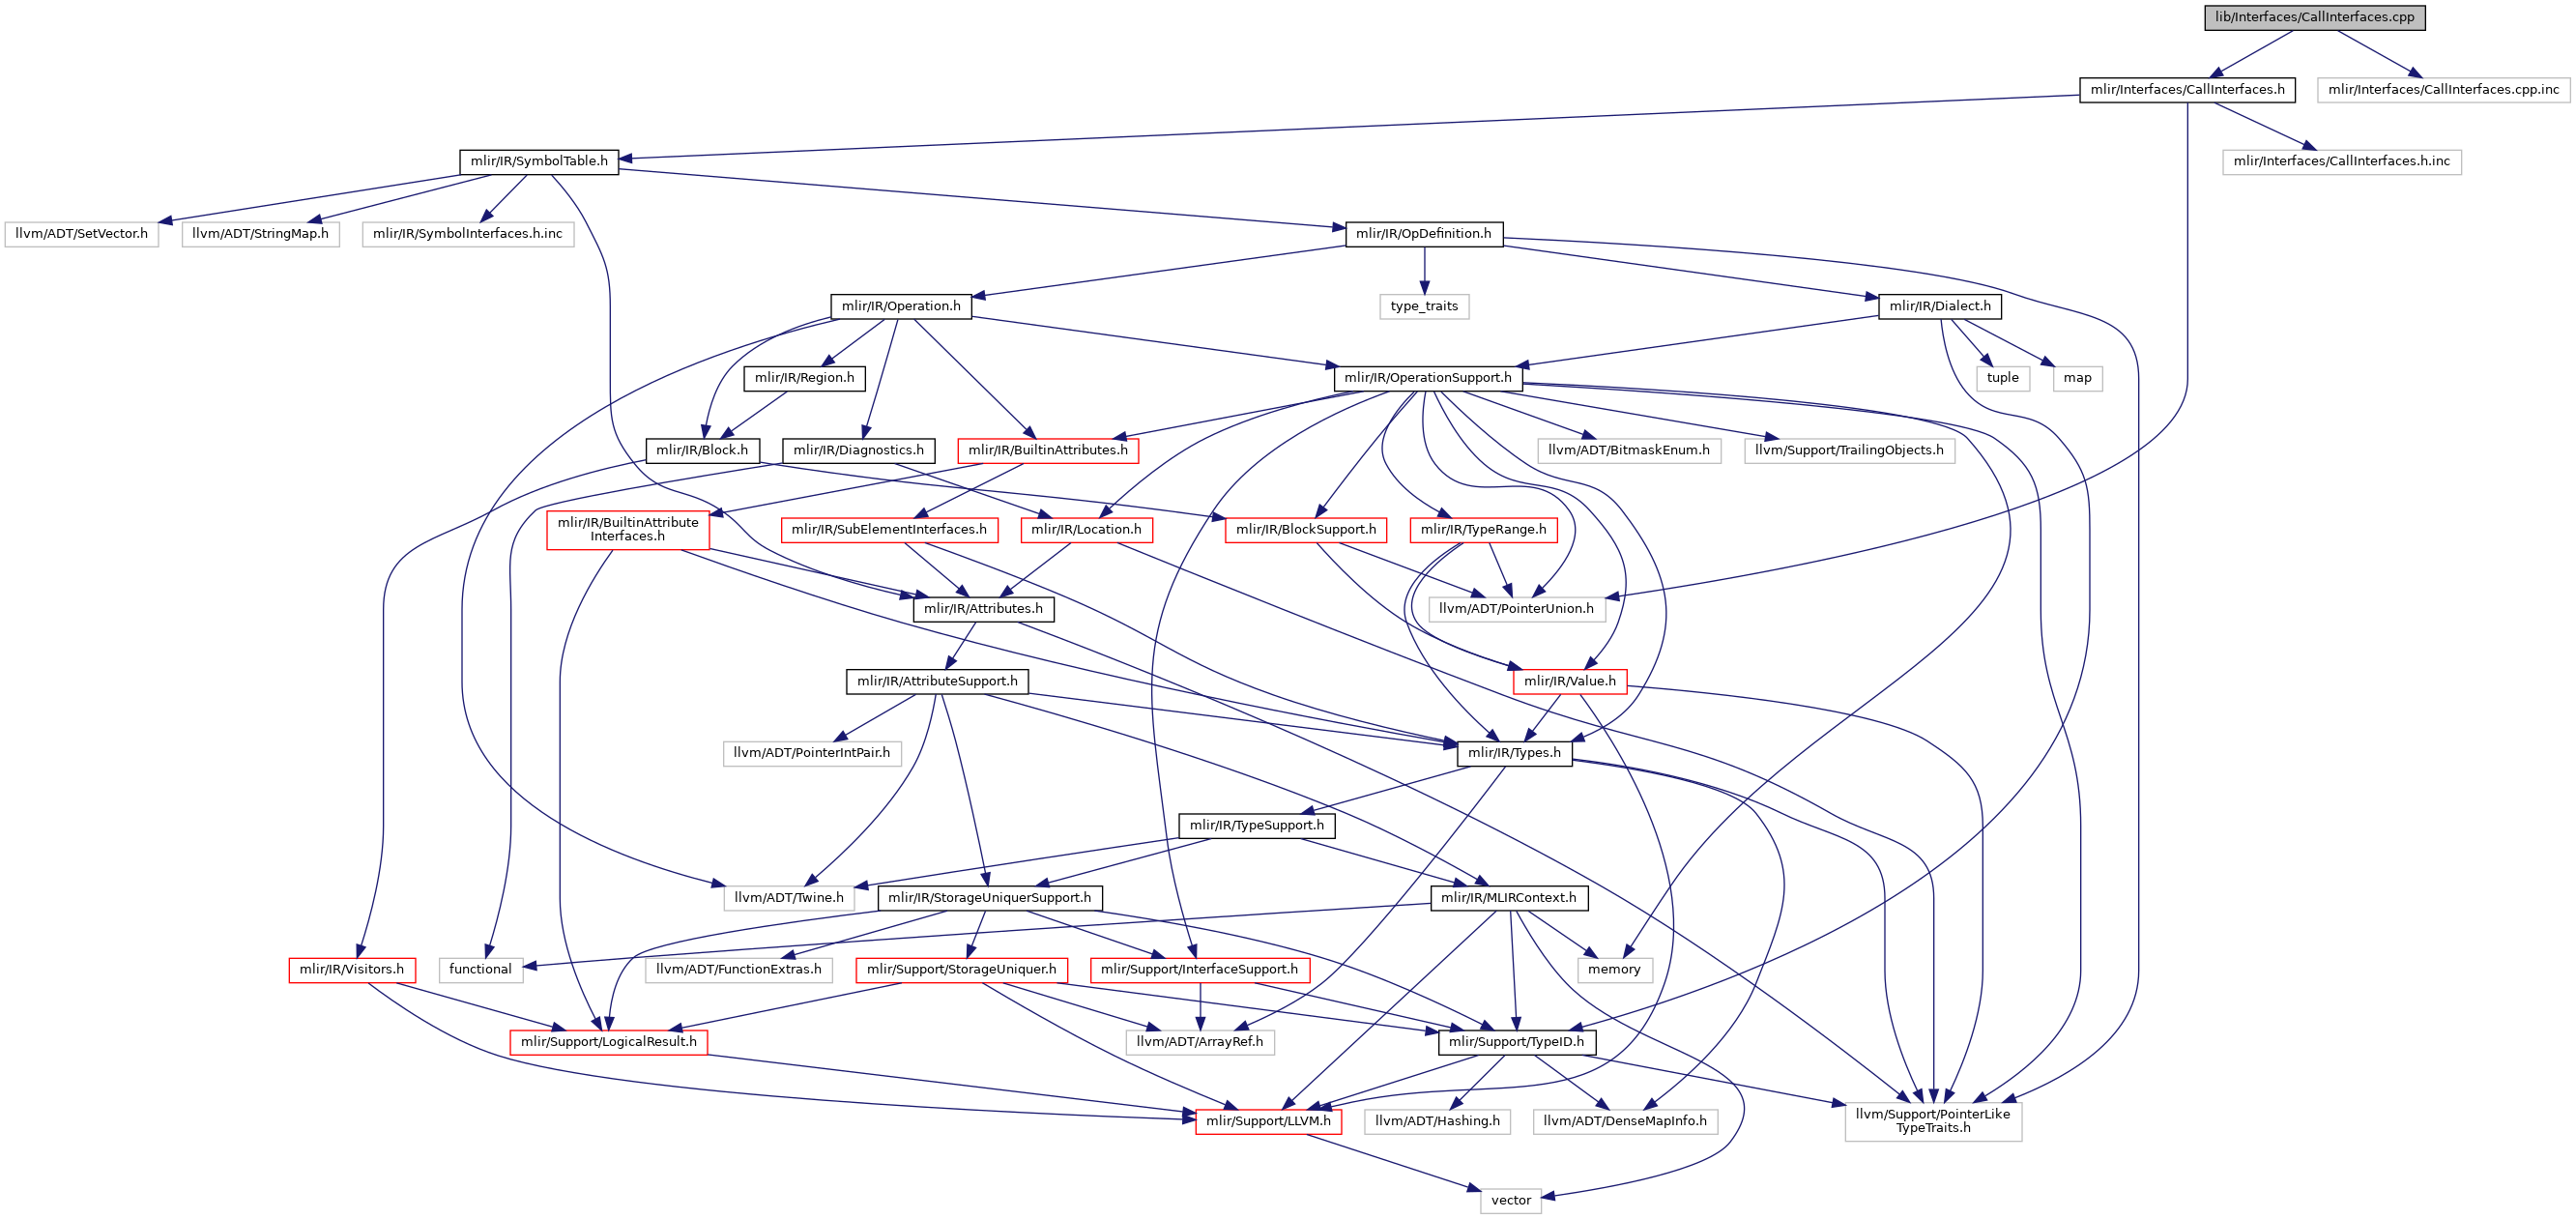 lib/Interfaces/CallInterfaces.cpp
mlir/Interfaces/CallInterfaces.h
mlir/Interfaces/CallInterfaces.cpp.inc
mlir/IR/SymbolTable.h
mlir/Interfaces/CallInterfaces.h.inc
llvm/ADT/SetVector.h
llvm/ADT/StringMap.h
mlir/IR/SymbolInterfaces.h.inc
mlir/IR/OpDefinition.h
mlir/IR/Operation.h
type_traits
mlir/IR/Dialect.h
mlir/IR/Region.h
mlir/IR/OperationSupport.h
tuple
map
mlir/IR/Block.h
mlir/IR/Diagnostics.h
mlir/IR/BuiltinAttributes.h
llvm/ADT/BitmaskEnum.h
llvm/Support/TrailingObjects.h
mlir/IR/BuiltinAttribute
Interfaces.h
mlir/IR/SubElementInterfaces.h
mlir/IR/Location.h
mlir/IR/BlockSupport.h
mlir/IR/TypeRange.h
mlir/IR/Attributes.h
llvm/ADT/PointerUnion.h
mlir/IR/AttributeSupport.h
mlir/IR/Value.h
llvm/ADT/PointerIntPair.h
mlir/IR/Types.h
mlir/IR/TypeSupport.h
llvm/ADT/Twine.h
mlir/IR/StorageUniquerSupport.h
mlir/IR/MLIRContext.h
mlir/IR/Visitors.h
functional
llvm/ADT/FunctionExtras.h
mlir/Support/StorageUniquer.h
mlir/Support/InterfaceSupport.h
memory
mlir/Support/LogicalResult.h
llvm/ADT/ArrayRef.h
mlir/Support/TypeID.h
mlir/Support/LLVM.h
llvm/ADT/Hashing.h
llvm/ADT/DenseMapInfo.h
llvm/Support/PointerLike
TypeTraits.h
vector